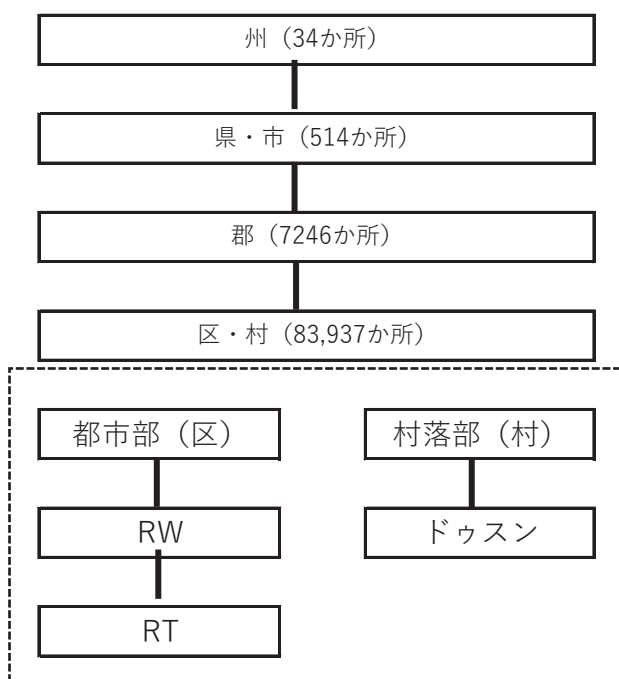 州（34か所）
県・市（514か所）
郡（7246か所）
区・村（83,937か所）
都市部（区）
村落部（村）
RW
ドゥスン
RT